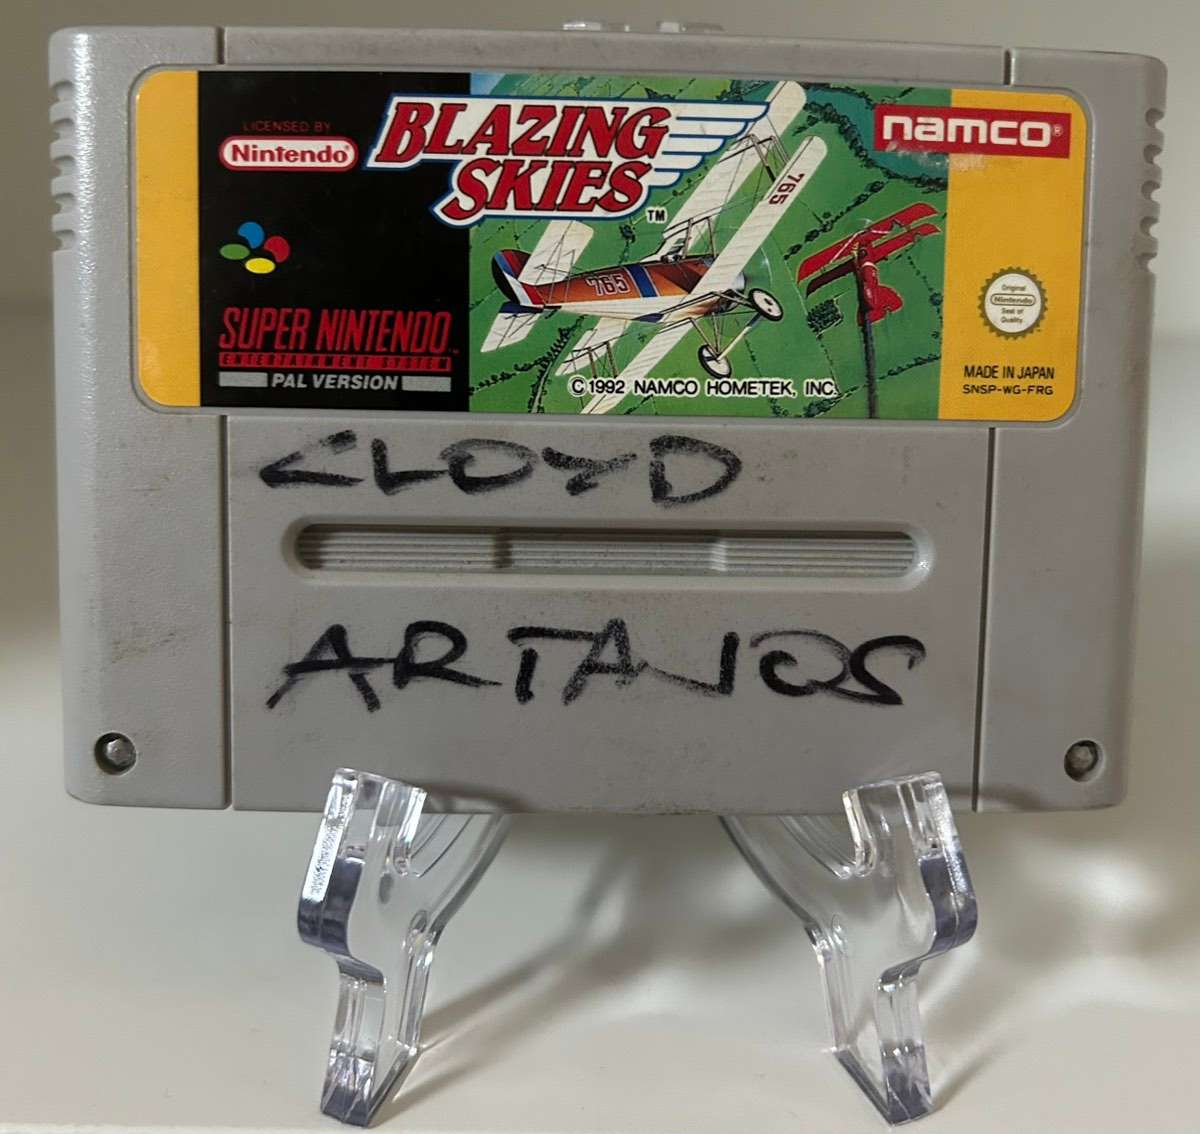 LICENSED BY
Nintendo®
BLAZING
SKIES
TM
namco®
765
765
SUPER NINTENDO
TM
ENTERTAINMENT SYSTEM
PAL VERSION
Original
Nintendo
Seal of
Quality
© 1992 NAMCO HOMETEK, INC.
MADE IN JAPAN
SNSP-WG-FRG
CLOYD
ARTAJOS